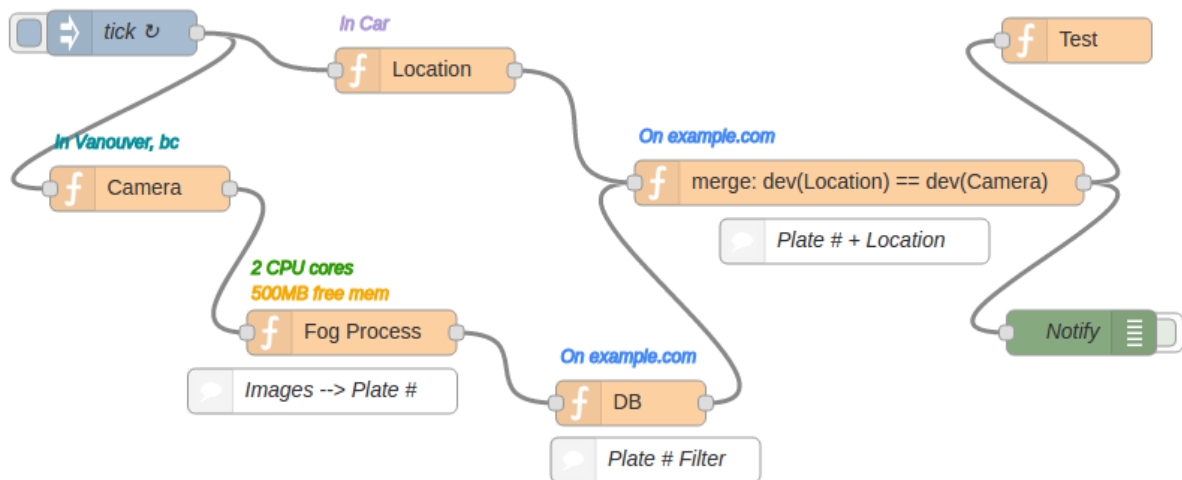 tick ↻
In Car
Location
Test
In Vanouver, bc
Camera
On example.com
merge: dev(Location) == dev(Camera)
Plate # + Location
2 CPU cores
500MB free mem
Fog Process
Notify
Images --> Plate #
On example.com
DB
Plate # Filter